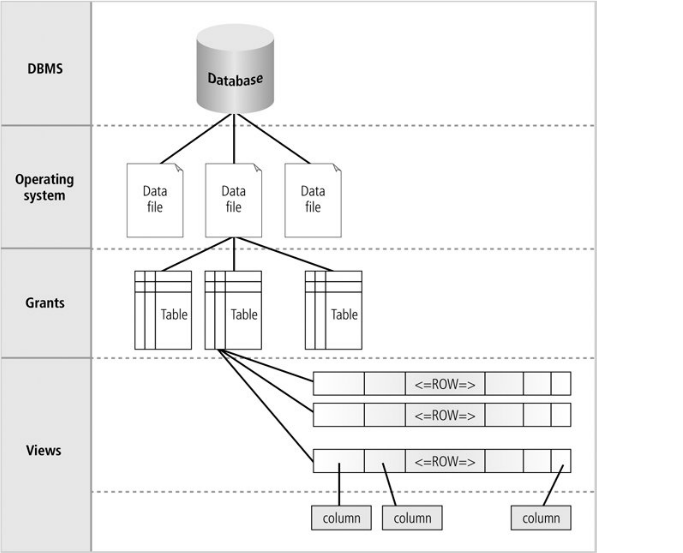 DBMS
Database
Operating
system
Data
file
Data
file
Data
file
Grants
Table
Table
Table
Views
<=ROW=>
<=ROW=>
<=ROW=>
column
column
column